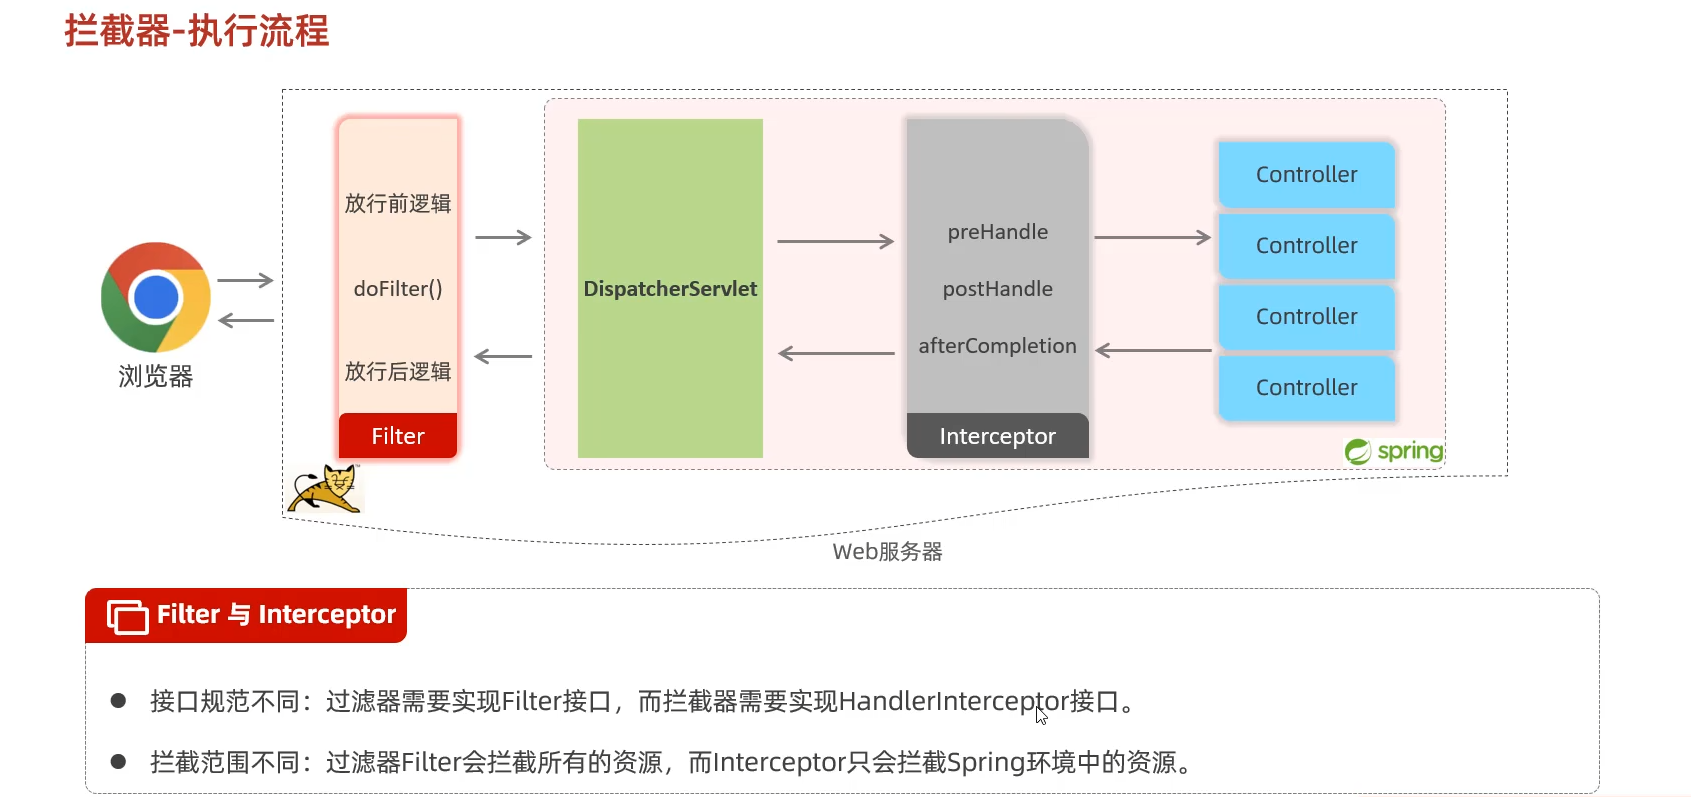 拦截器-执行流程
放行前逻辑
doFilter()
放行后逻辑
Filter
DispatcherServlet
preHandle
postHandle
afterCompletion
Interceptor
Controller
Controller
Controller
Controller
spring
浏览器
Web服务器
Filter 与 Interceptor
接口规范不同：过滤器需要实现Filter接口，而拦截器需要实现HandlerInterceptor接口。
拦截范围不同：过滤器Filter会拦截所有的资源，而Interceptor只会拦截Spring环境中的资源。